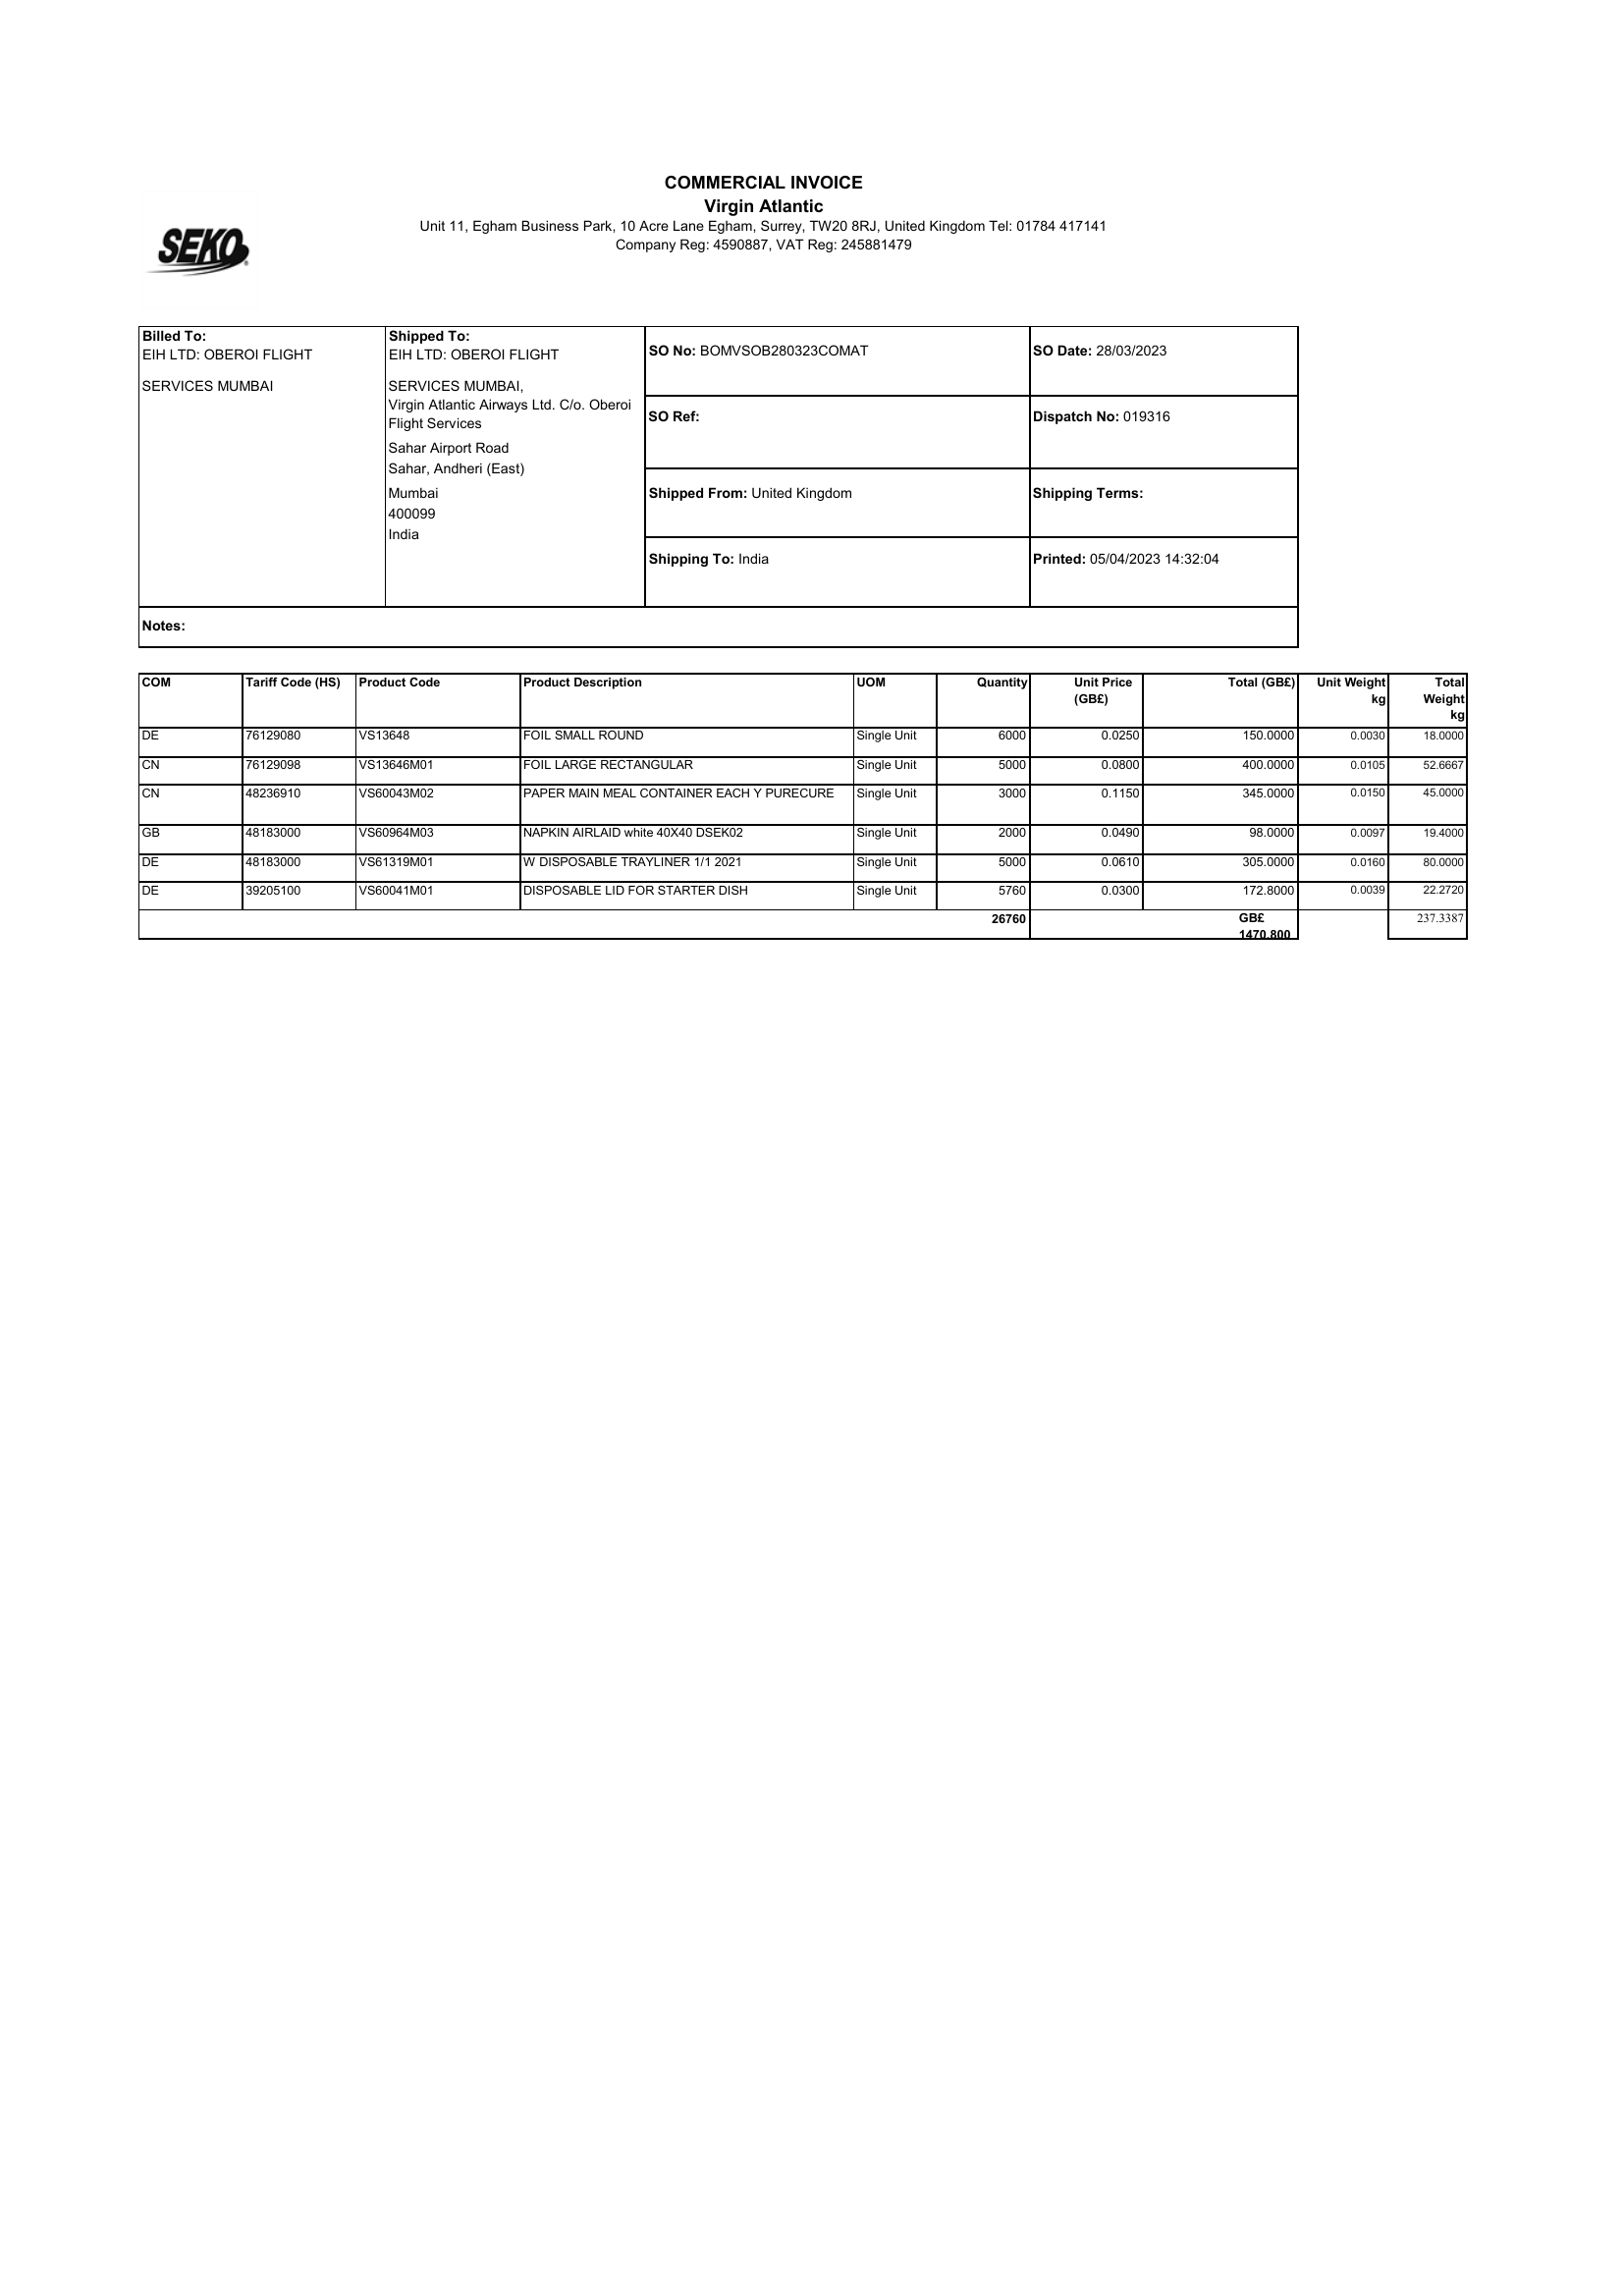 COMMERCIAL INVOICE
Virgin Atlantic
Unit 11, Egham Business Park, 10 Acre Lane Egham, Surrey, TW20 8RJ, United Kingdom Tel: 01784 417141
Company Reg: 4590887, VAT Reg: 245881479
SEKO
Billed To:
EIH LTD: OBEROI FLIGHT
SERVICES MUMBAI
Shipped To:
EIH LTD: OBEROI FLIGHT
SERVICES MUMBAI,
Virgin Atlantic Airways Ltd. C/o. Oberoi
Flight Services
Sahar Airport Road
Sahar, Andheri (East)
Mumbai
400099
India
SO No: BOMVSOB280323COMAT
SO Date: 28/03/2023
SO Ref:
Dispatch No: 019316
Shipped From: United Kingdom
Shipping Terms:
Shipping To: India
Printed: 05/04/2023 14:32:04
Notes:
COM Tariff Code (HS) Product Code Product Description UOM Quantity Unit Price (GB£) Total (GB£) Unit Weight kg Total Weight kg
DE 76129080 VS13648 FOIL SMALL ROUND Single Unit 6000 0.0250 150.0000 0.0030 18.0000
CN 76129098 VS13646M01 FOIL LARGE RECTANGULAR Single Unit 5000 0.0800 400.0000 0.0105 52.6667
CN 48236910 VS60043M02 PAPER MAIN MEAL CONTAINER EACH Y PURECURE Single Unit 3000 0.1150 345.0000 0.0150 45.0000
GB 48183000 VS60964M03 NAPKIN AIRLAID white 40X40 DSEK02 Single Unit 2000 0.0490 98.0000 0.0097 19.4000
DE 48183000 VS61319M01 W DISPOSABLE TRAYLINER 1/1 2021 Single Unit 5000 0.0610 305.0000 0.0160 80.0000
DE 39205100 VS60041M01 DISPOSABLE LID FOR STARTER DISH Single Unit 5760 0.0300 172.8000 0.0039 22.2720
26760 GB£ 237.3387
1470.800